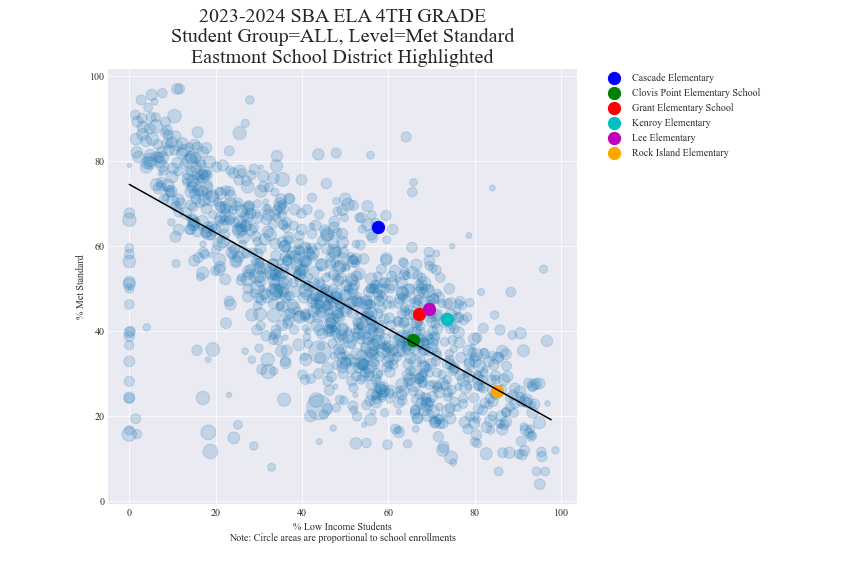 2023-2024 SBA ELA 4TH GRADE
Student Group=ALL, Level=Met Standard
Eastmont School District Highlighted
100
80
60
40
20
0
% Met Standard
0 20 40 60 80 100
% Low Income Students
Note: Circle areas are proportional to school enrollments
Cascade Elementary
Clovis Point Elementary School
Grant Elementary School
Kenroy Elementary
Lee Elementary
Rock Island Elementary